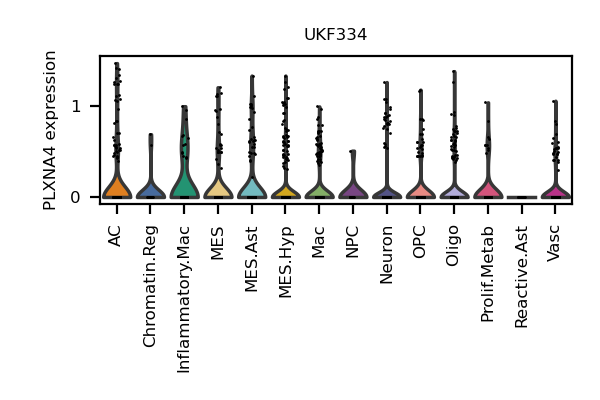 UKF334
PLXNA4 expression
1
0
AC
Chromatin.Reg
Inflammatory.Mac
MES
MES.Ast
MES.Hyp
Mac
NPC
Neuron
OPC
Oligo
Prolif.Metab
Reactive.Ast
Vasc